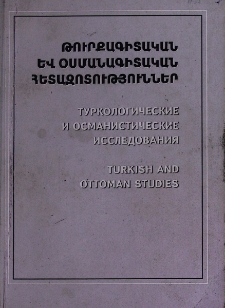 ԹՈՒՐՔԱԳԻՏԱԿԱՆ
ԵՎ ՕՍՄԱՆԱԳԻՏԱԿԱՆ
ՀԵՏԱԶՈՏՈՒԹՅՈՒՆՆԵՐ
ТУРКОЛОГИЧЕСКИЕ
И ОСМАНИСТИЧЕСКИЕ
ИССЛЕДОВАНИЯ
TURKISH AND
OTTOMAN STUDIES